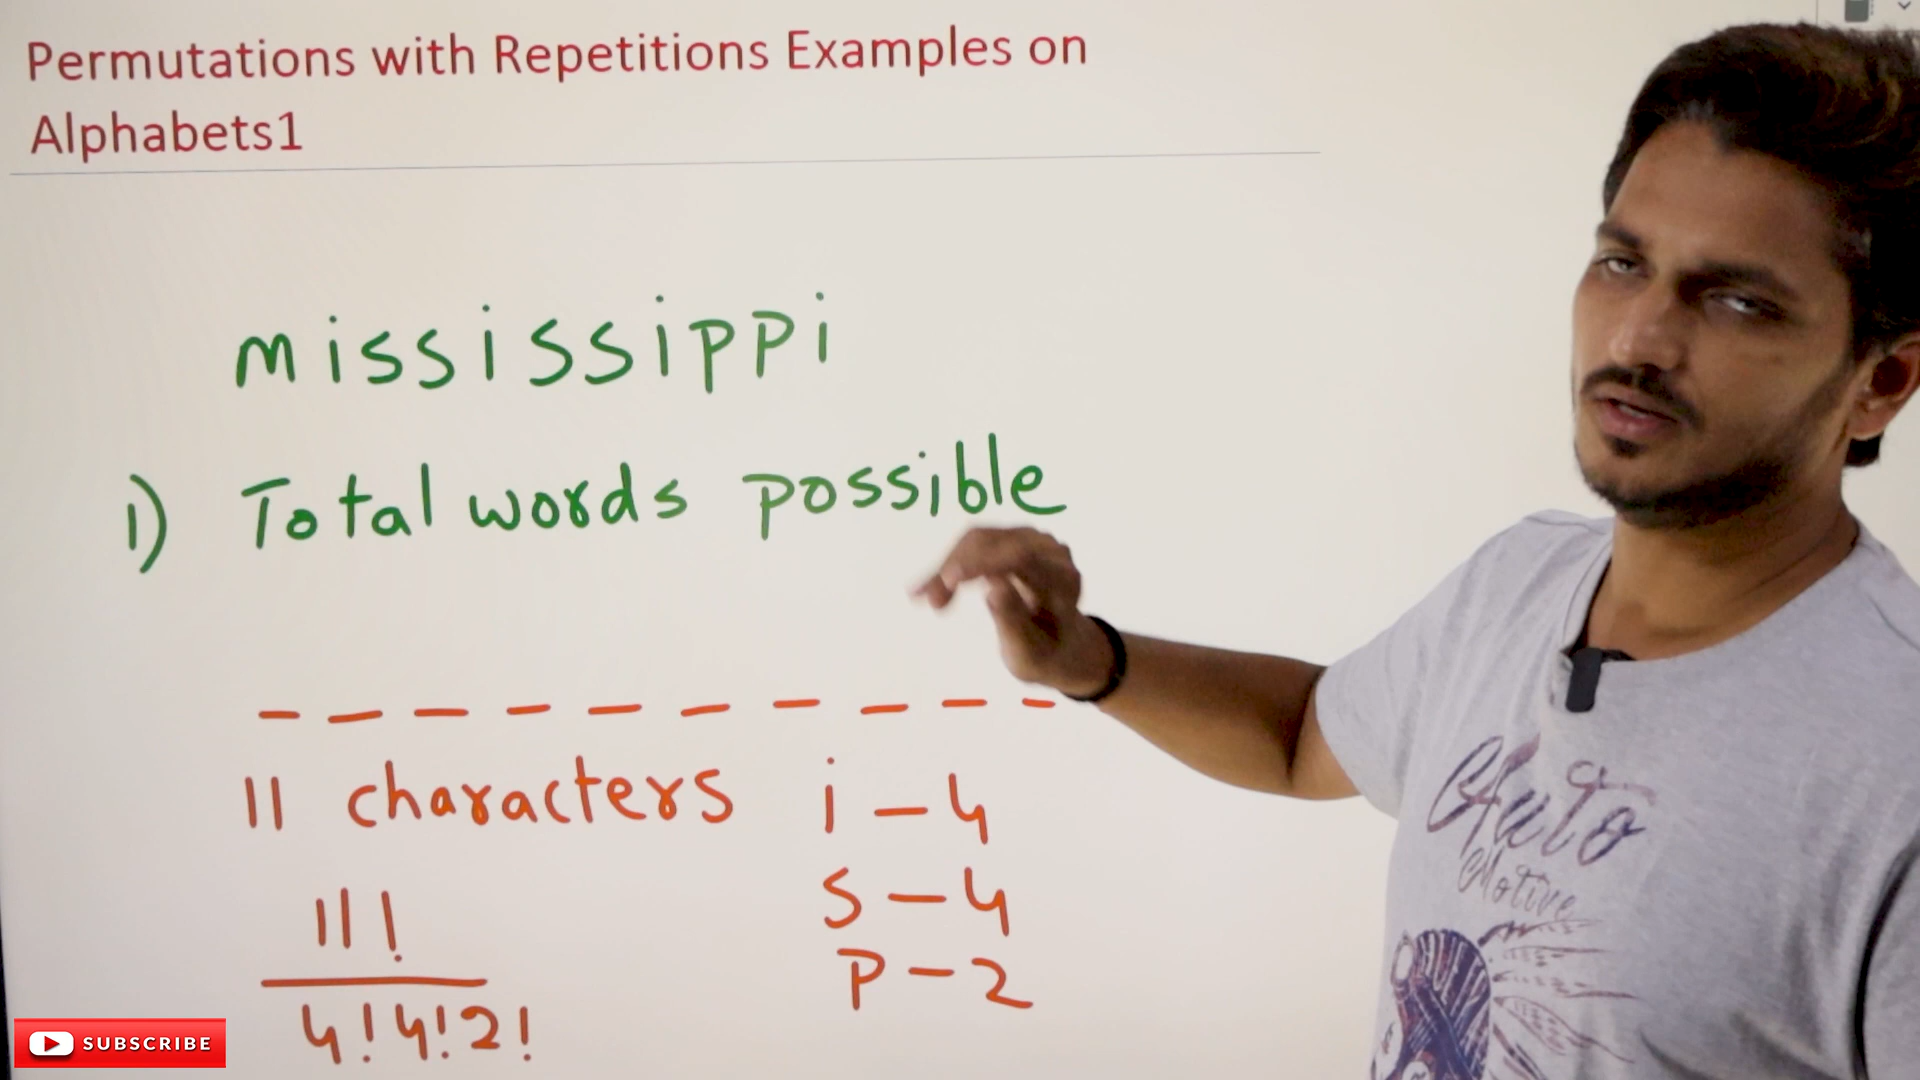 Permutations with Repetitions Examples on
Alphabets1
mississippi
1) Total words possible
11 characters
i - 4
s - 4
P - 2
11!
4!4!2!
SUBSCRIBE
Auto
Motive